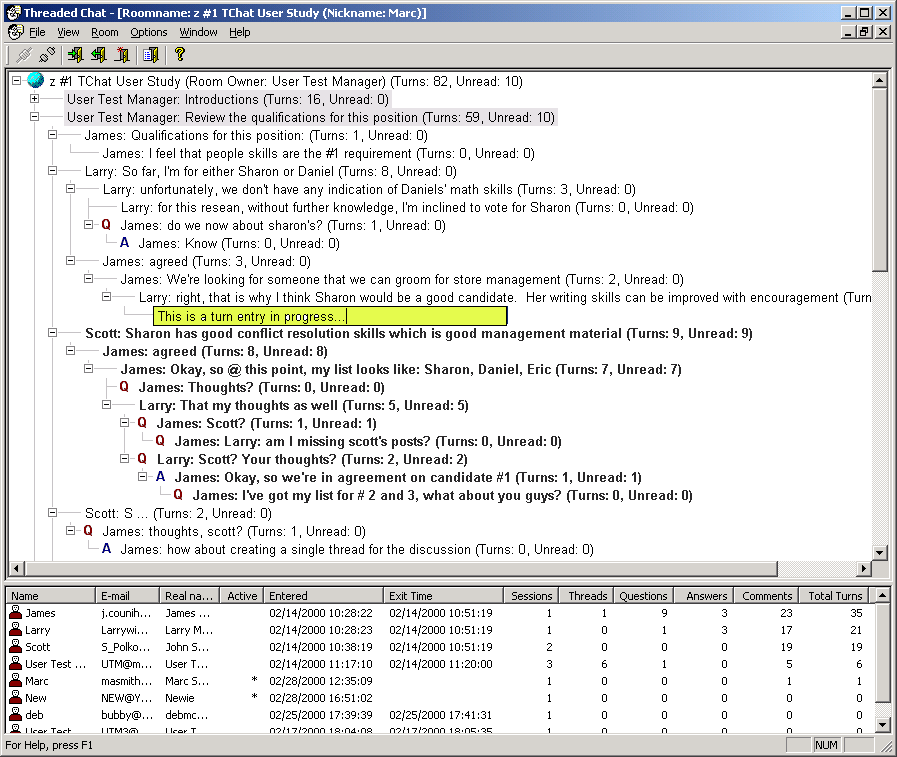 Threaded Chat - [Roomname: z #1 TChat User Study (Nickname: Marc)]
File View Room Options Window Help
z #1 TChat User Study (Room Owner: User Test Manager) (Turns: 82, Unread: 10)
User Test Manager: Introductions (Turns: 16, Unread: 0)
User Test Manager: Review the qualifications for this position (Turns: 59, Unread: 10)
James: Qualifications for this position: (Turns: 1, Unread: 0)
James: I feel that people skills are the #1 requirement (Turns: 0, Unread: 0)
Larry: So far, I'm for either Sharon or Daniel (Turns: 8, Unread: 0)
Larry: unfortunately, we don't have any indication of Daniels' math skills (Turns: 3, Unread: 0)
Larry: for this resean, without further knowledge, I'm inclined to vote for Sharon (Turns: 0, Unread: 0)
Q James: do we now about sharon's? (Turns: 1, Unread: 0)
A James: Know (Turns: 0, Unread: 0)
James: agreed (Turns: 3, Unread: 0)
James: We're looking for someone that we can groom for store management (Turns: 2, Unread: 0)
Larry: right, that is why I think Sharon would be a good candidate. Her writing skills can be improved with encouragement (Turn
This is a turn entry in progress...
Scott: Sharon has good conflict resolution skills which is good management material (Turns: 9, Unread: 9)
James: agreed (Turns: 8, Unread: 8)
James: Okay, so @ this point, my list looks like: Sharon, Daniel, Eric (Turns: 7, Unread: 7)
Q James: Thoughts? (Turns: 0, Unread: 0)
Larry: That my thoughts as well (Turns: 5, Unread: 5)
Q James: Scott? (Turns: 1, Unread: 1)
Q James: Larry: am I missing scott's posts? (Turns: 0, Unread: 0)
Q Larry: Scott? Your thoughts? (Turns: 2, Unread: 2)
A James: Okay, so we're in agreement on candidate #1 (Turns: 1, Unread: 1)
Q James: I've got my list for # 2 and 3, what about you guys? (Turns: 0, Unread: 0)
Scott: S ... (Turns: 2, Unread: 0)
Q James: thoughts, scott? (Turns: 1, Unread: 0)
A James: how about creating a single thread for the discussion (Turns: 0, Unread: 0)
Name E-mail Real na... Active Entered Exit Time Sessions Threads Questions Answers Comments Total Turns
James j.counih... James ... 02/14/2000 10:28:22 02/14/2000 10:51:19 1 1 9 3 23 35
Larry Larrywi... Larry M... 02/14/2000 10:28:23 02/14/2000 10:51:19 1 0 1 3 17 21
Scott S_Polko... John S... 02/14/2000 10:38:19 02/14/2000 10:51:19 2 0 0 0 19 19
User Test ... UTM@m... User T... 02/14/2000 11:17:10 02/14/2000 11:20:00 3 6 1 0 5 6
Marc masmith... Marc S... * 02/28/2000 12:35:09 1 0 0 0 1 1
New NEW@Y... Newie * 02/28/2000 16:51:02 1 0 0 0 0 0
deb bubby@... debmc... 02/25/2000 17:39:39 02/25/2000 17:41:31 1 0 0 0 0 0
User Test UTM3@ User T 02/17/2000 18:04:08 02/17/2000 18:05:35 1 0 0 0 0 0
For Help, press F1 NUM